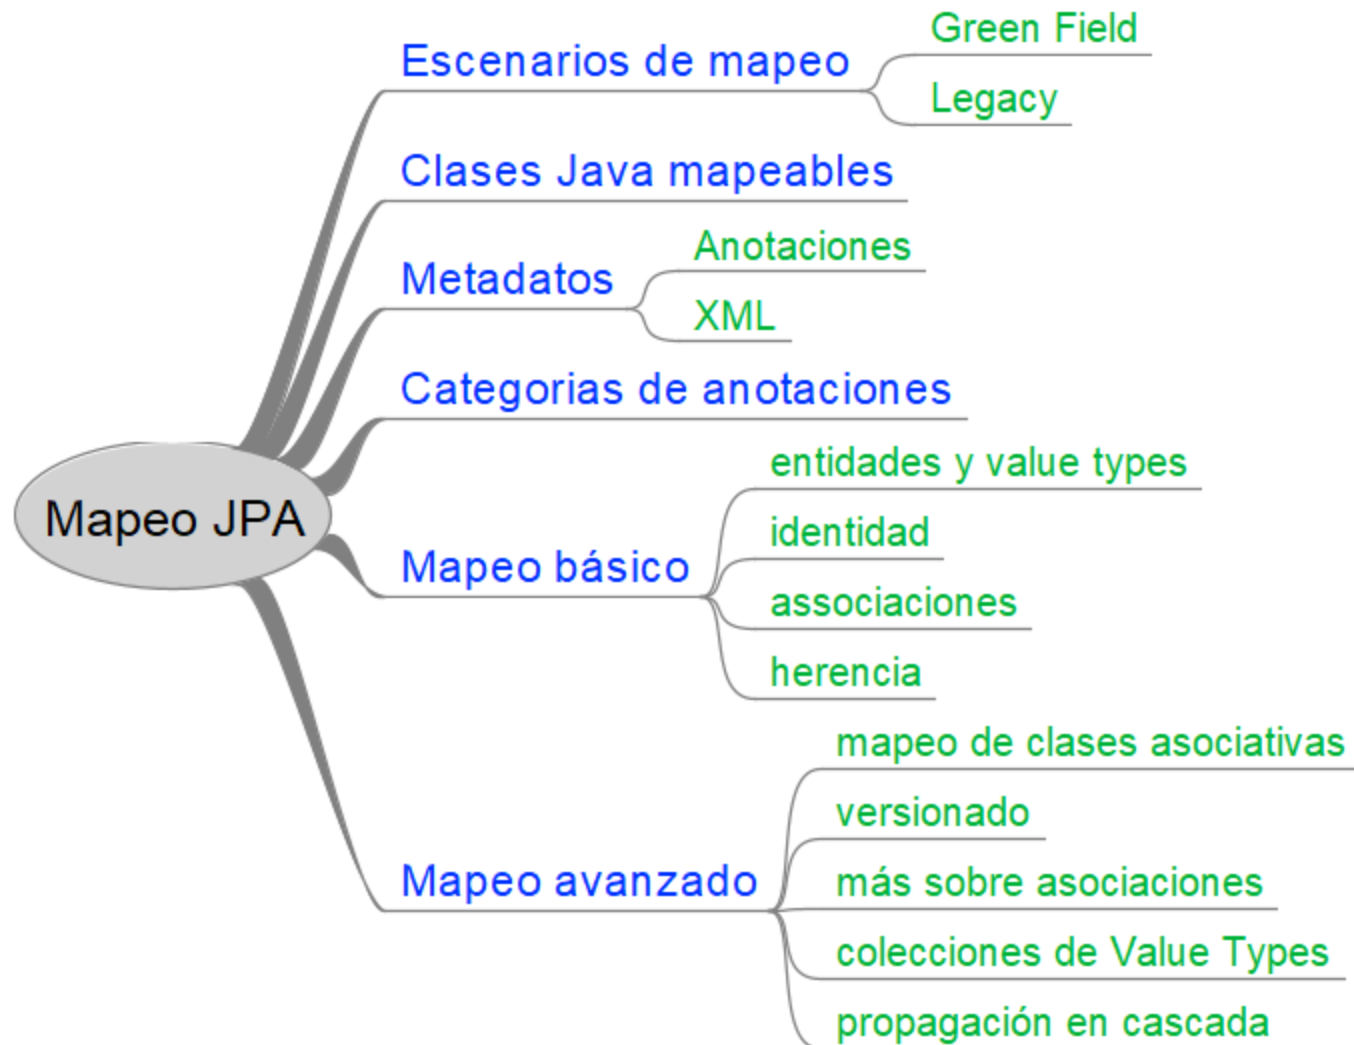 Mapeo JPA
Escenarios de mapeo
Green Field
Legacy
Clases Java mapeables
Metadatos
Anotaciones
XML
Categorias de anotaciones
Mapeo básico
entidades y value types
identidad
associaciones
herencia
Mapeo avanzado
mapeo de clases asociativas
versionado
más sobre asociaciones
colecciones de Value Types
propagación en cascada